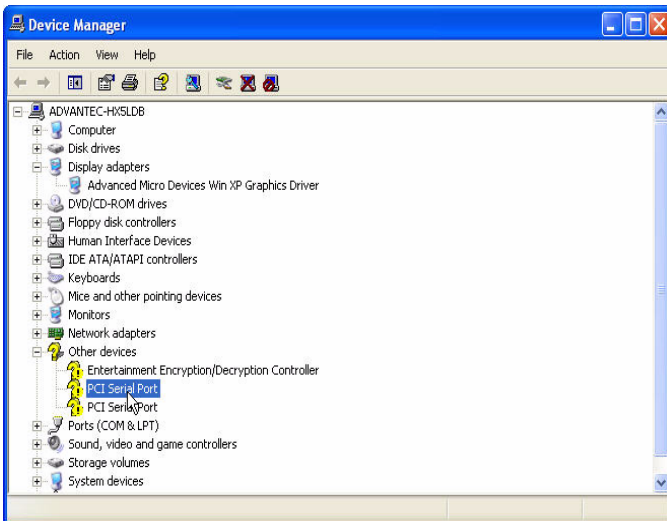 Device Manager
File Action View Help
ADVANTEC-HX5LDB
Computer
Disk drives
Display adapters
Advanced Micro Devices Win XP Graphics Driver
DVD/CD-ROM drives
Floppy disk controllers
Human Interface Devices
IDE ATA/ATAPI controllers
Keyboards
Mice and other pointing devices
Monitors
Network adapters
Other devices
Entertainment Encryption/Decryption Controller
PCI Serial Port
PCI Serial Port
Ports (COM & LPT)
Sound, video and game controllers
Storage volumes
System devices